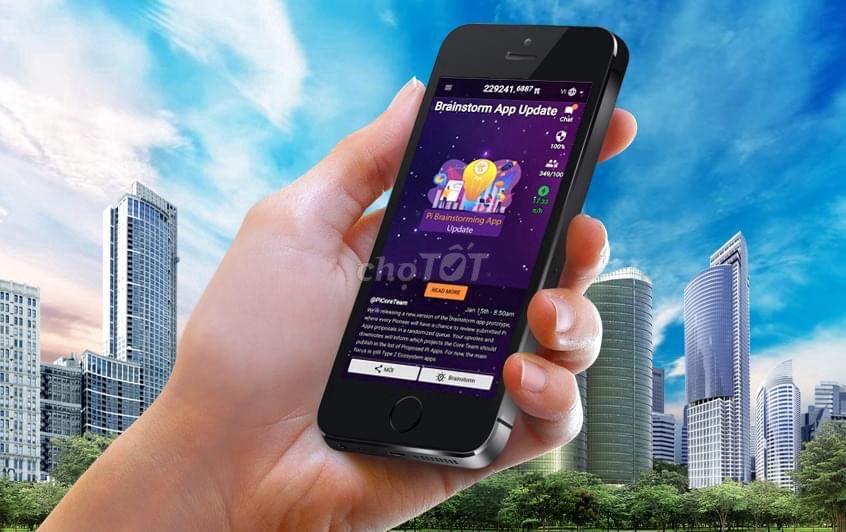 229241.6887 π
VI
Brainstorm App Update
Chat
100%
349/100
17.35
π/h
Pi Brainstorming App
Update
chợTỐT
READ MORE
@PiCoreTeam
Jan 15th - 8:50am
We're releasing a new version of the Brainstorm app prototype,
where every Pioneer will have a chance to review submitted Pi
Apps proposals in a randomized queue. Your upvotes and
downvotes will inform which projects the Core Team should
publish in the list of Proposed Pi Apps. For now, the main
focus is still Type 2 Ecosystem apps.
MỜI
Brainstorm